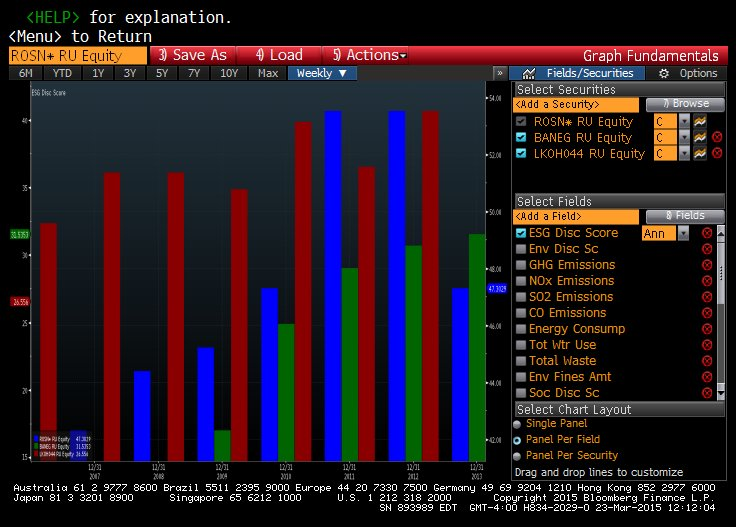 <HELP> for explanation.
<Menu> to Return
ROSN* RU Equity 3) Save As 4) Load 5) Actions Graph Fundamentals
6M YTD 1Y 3Y 5Y 7Y 10Y Max Weekly ▼ » Fields/Securities Options
ESG Disc Score
54.00
40
52.00
35
50.00
31.5353
30
48.00
47.3029
26.556
25
46.00
44.00
20
42.00
15
ROSN* RU Equity 47.3029
BANEG RU Equity 31.5353
LKOH044 RU Equity 26.556
12/31 12/31 12/31 12/31 12/31 12/31 12/31
2007 2008 2009 2010 2011 2012 2013
Select Securities
<Add a Security> 7) Browse
ROSN* RU Equity C
BANEG RU Equity C
LKOH044 RU Equity C
Select Fields
<Add a Field> 8) Fields
ESG Disc Score Ann
Env Disc Sc
GHG Emissions
NOx Emissions
SO2 Emissions
CO Emissions
Energy Consump
Tot Wtr Use
Total Waste
Env Fines Amt
Soc Disc Sc
Select Chart Layout
Single Panel
Panel Per Field
Panel Per Security
Drag and drop lines to customize
Australia 61 2 9777 8600 Brazil 5511 2395 9000 Europe 44 20 7330 7500 Germany 49 69 9204 1210 Hong Kong 852 2977 6000
Japan 81 3 3201 8900 Singapore 65 6212 1000 U.S. 1 212 318 2000 Copyright 2015 Bloomberg Finance L.P.
SN 893989 EDT GMT-4:00 H834-2029-0 23-Mar-2015 12:12:04